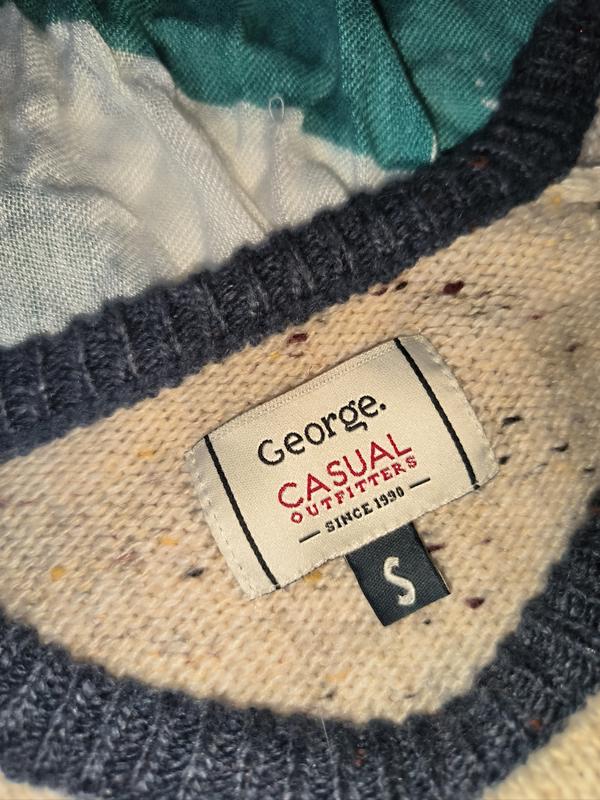 George.
CASUAL
OUTFITTERS
— SINCE 1990 —
S